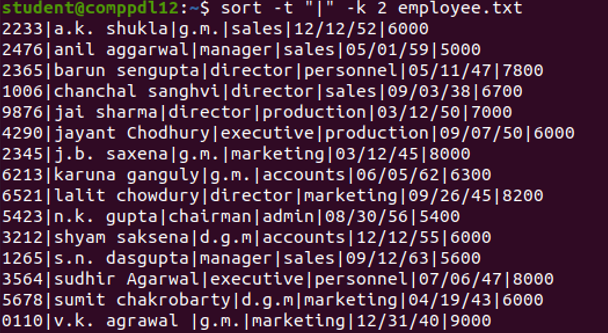 student@comppdl12:~$ sort -t "|" -k 2 employee.txt
2233|a.k. shukla|g.m.|sales|12/12/52|6000
2476|anil aggarwal|manager|sales|05/01/59|5000
2365|barun sengupta|director|personnel|05/11/47|7800
1006|chanchal sanghvi|director|sales|09/03/38|6700
9876|jai sharma|director|production|03/12/50|7000
4290|jayant Chodhury|executive|production|09/07/50|6000
2345|j.b. saxena|g.m.|marketing|03/12/45|8000
6213|karuna ganguly|g.m.|accounts|06/05/62|6300
6521|lalit chowdury|director|marketing|09/26/45|8200
5423|n.k. gupta|chairman|admin|08/30/56|5400
3212|shyam saksena|d.g.m|accounts|12/12/55|6000
1265|s.n. dasgupta|manager|sales|09/12/63|5600
3564|sudhir Agarwal|executive|personnel|07/06/47|8000
5678|sumit chakrobarty|d.g.m|marketing|04/19/43|6000
0110|v.k. agrawal |g.m.|marketing|12/31/40|9000